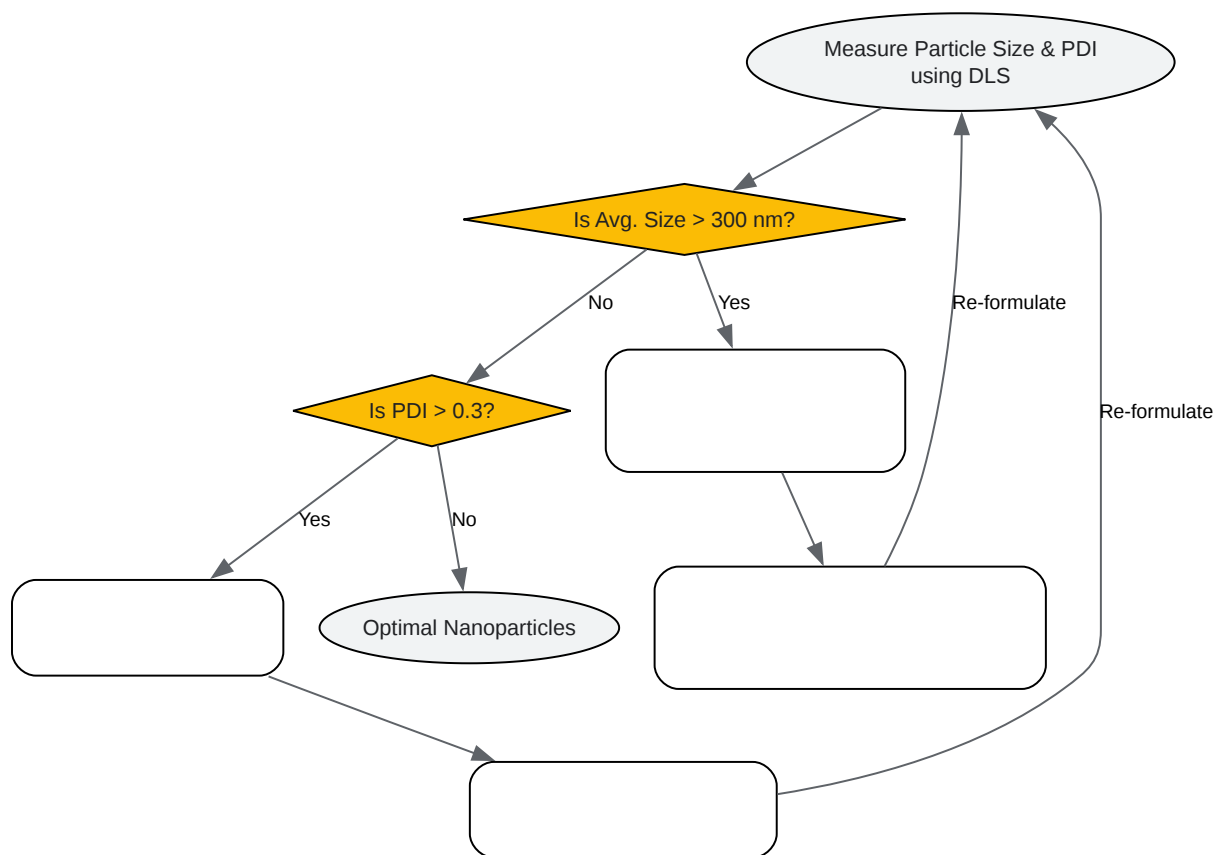 Measure Particle Size & PDI
using DLS
Is Avg. Size > 300 nm?
No
Yes
Re-formulate
Is PDI > 0.3?
Re-formulate
Yes
No
Optimal Nanoparticles